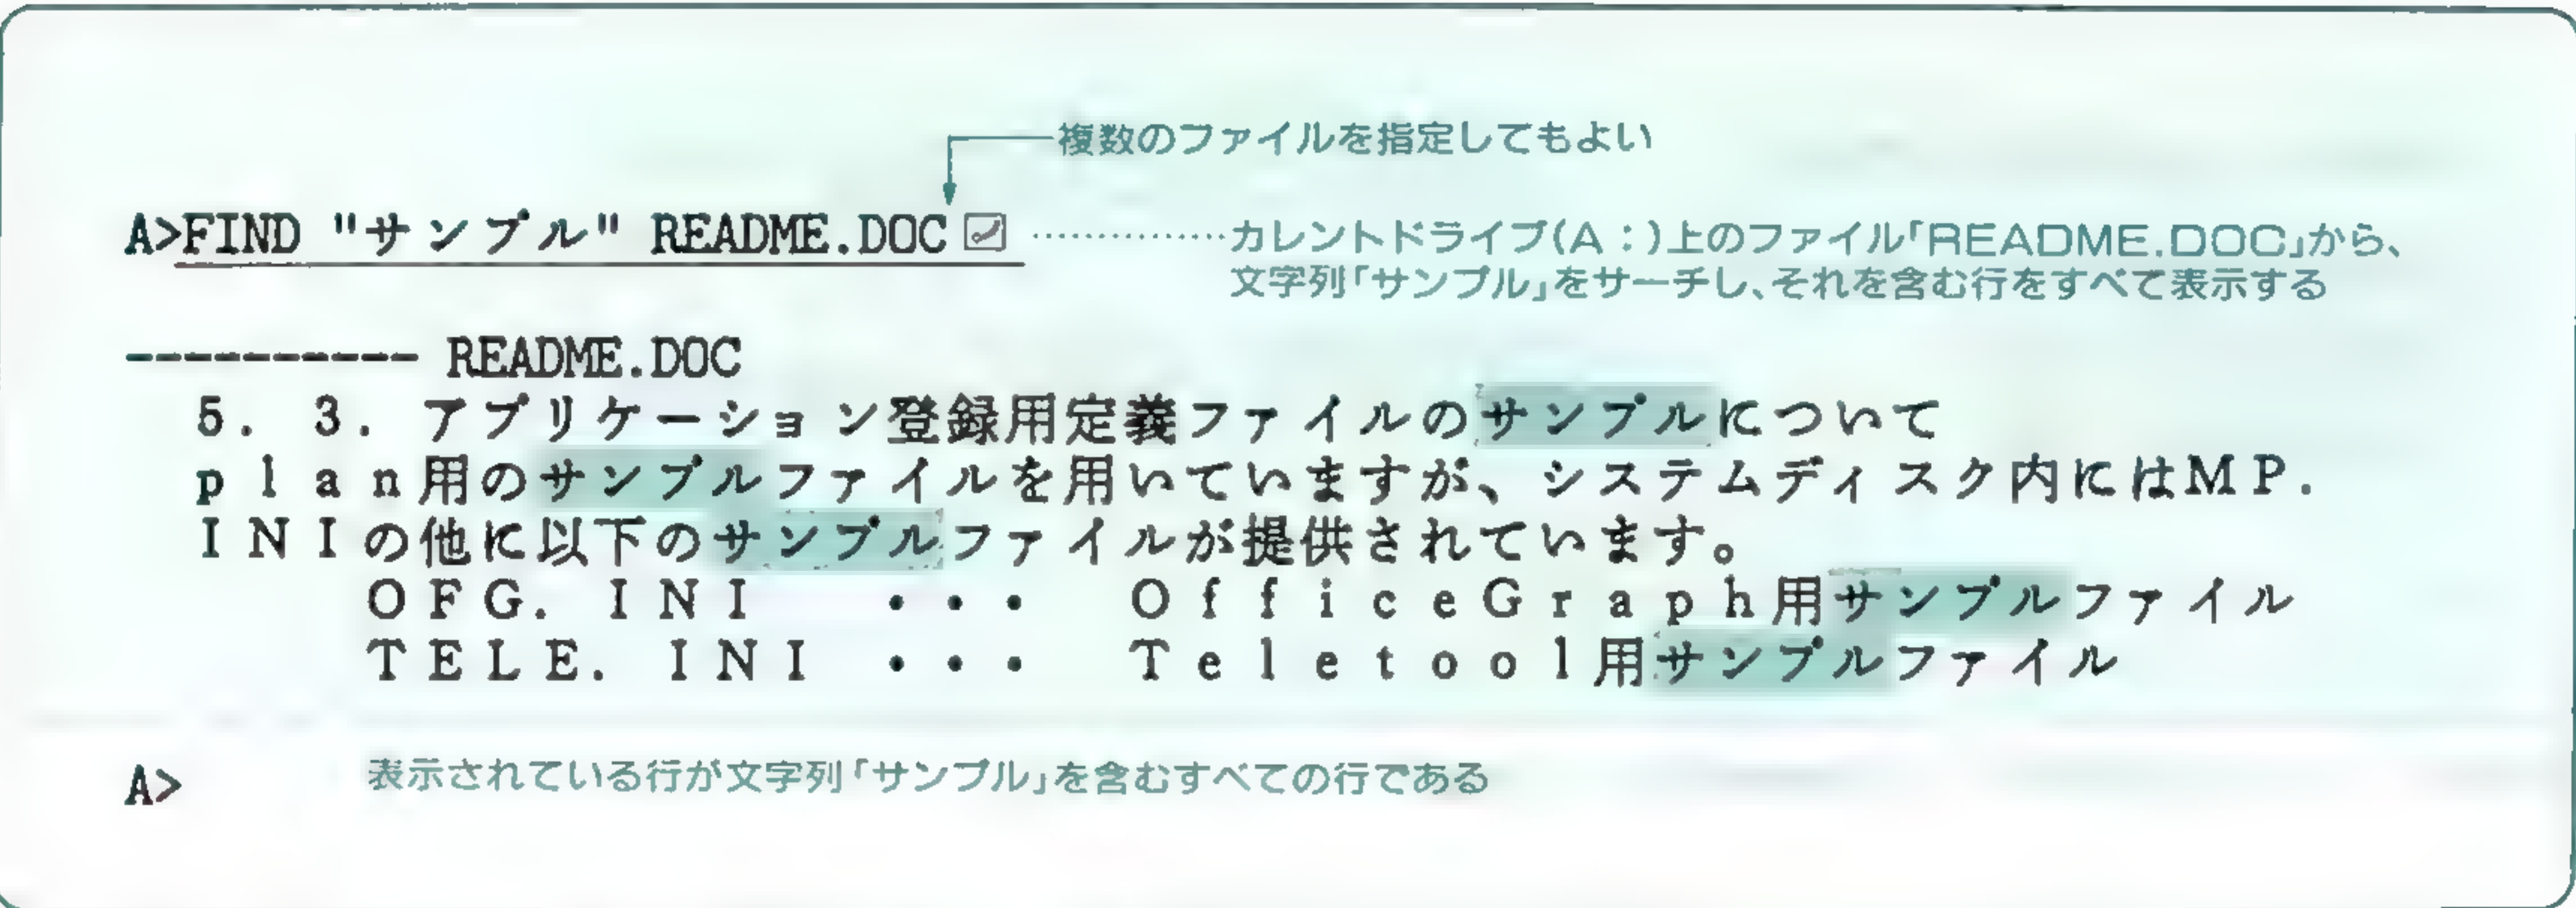 複数のファイルを指定してもよい
A>FIND "サンプル" README.DOC
カレントドライブ(A：)上のファイル「README.DOC」から、
文字列「サンプル」をサーチし、それを含む行をすべて表示する
---------- README.DOC
５．３．アプリケーション登録用定義ファイルのサンプルについて
ｐｌａｎ用のサンプルファイルを用いていますが、システムディスク内にはＭＰ．
ＩＮＩの他に以下のサンプルファイルが提供されています。
ＯＦＧ．ＩＮＩ　　・・・　ＯｆｆｉｃｅＧｒａｐｈ用サンプルファイル
ＴＥＬＥ．ＩＮＩ　・・・　Ｔｅｌｅｔｏｏｌ用サンプルファイル
A>
表示されている行が文字列「サンプル」を含むすべての行である